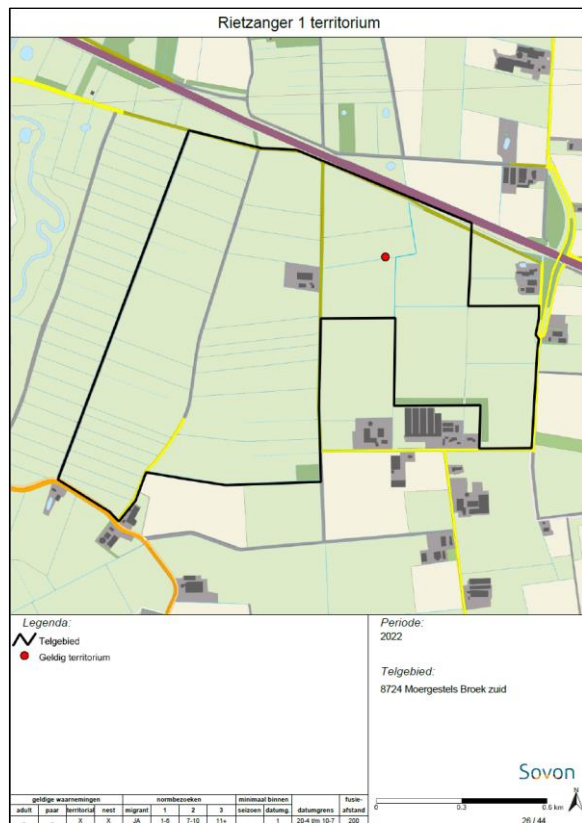 Rietzanger 1 territorium
Legenda:
Telgebied
Geldig territorium
Periode:
2022
Telgebied:
8724 Moergestels Broek zuid
Sovon
0 0.3 0.6 km
N
26 / 44
geldige waarnemingen normbezoeken minimaal binnen fusie-
adult paar territorial nest migrant 1 2 3 seizoen datumg. datumgrens afstand
- - X X JA 1-6 7-10 11+ 1 20-4 t/m 10-7 200